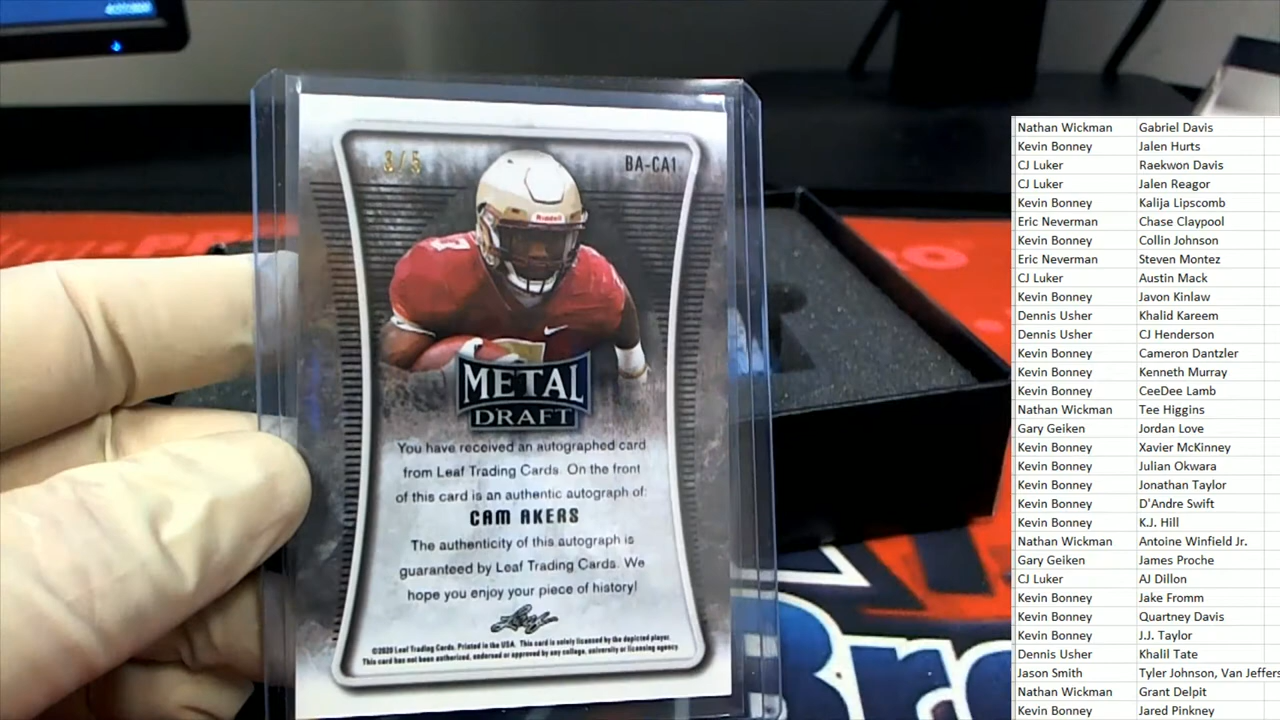 3/5
BA-CA1
Riddell
METAL
DRAFT
You have received an autographed card
from Leaf Trading Cards. On the front
of this card is an authentic autograph of:
CAM AKERS
The authenticity of this autograph is
guaranteed by Leaf Trading Cards. We
hope you enjoy your piece of history!
Leaf
©2020 Leaf Trading Cards. Printed in the USA. This card is solely licensed by the depicted player.
This card has not been authorized, endorsed or approved by any college, university or licensing agency
Nathan Wickman Gabriel Davis
Kevin Bonney Jalen Hurts
CJ Luker Raekwon Davis
CJ Luker Jalen Reagor
Kevin Bonney Kalija Lipscomb
Eric Neverman Chase Claypool
Kevin Bonney Collin Johnson
Eric Neverman Steven Montez
CJ Luker Austin Mack
Kevin Bonney Javon Kinlaw
Dennis Usher Khalid Kareem
Dennis Usher CJ Henderson
Kevin Bonney Cameron Dantzler
Kevin Bonney Kenneth Murray
Kevin Bonney CeeDee Lamb
Nathan Wickman Tee Higgins
Gary Geiken Jordan Love
Kevin Bonney Xavier McKinney
Kevin Bonney Julian Okwara
Kevin Bonney Jonathan Taylor
Kevin Bonney D'Andre Swift
Kevin Bonney K.J. Hill
Nathan Wickman Antoine Winfield Jr.
Gary Geiken James Proche
CJ Luker AJ Dillon
Kevin Bonney Jake Fromm
Kevin Bonney Quartney Davis
Kevin Bonney J.J. Taylor
Dennis Usher Khalil Tate
Jason Smith Tyler Johnson, Van Jeffers
Nathan Wickman Grant Delpit
Kevin Bonney Jared Pinkney
Bre